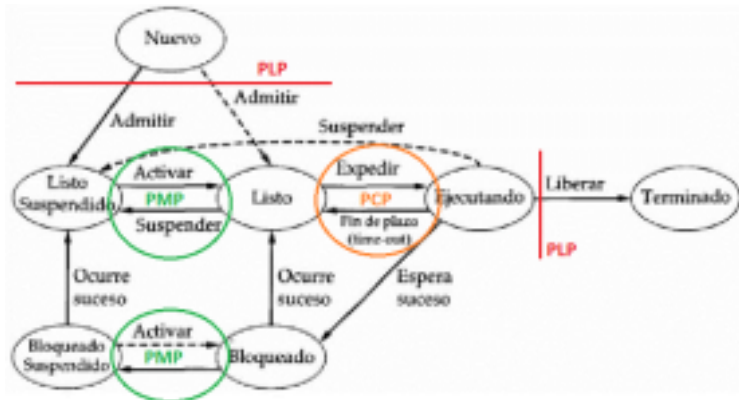 Nuevo
PLP
Admitir
Admitir
Suspender
Listo
Suspendido
Activar
PMP
Suspender
Listo
Expedir
PCP
Fin de plazo
(time-out)
Ejecutando
Liberar
Terminado
PLP
Ocurre
suceso
Ocurre
suceso
Espera
suceso
Bloqueado
Suspendido
Activar
PMP
Bloqueado